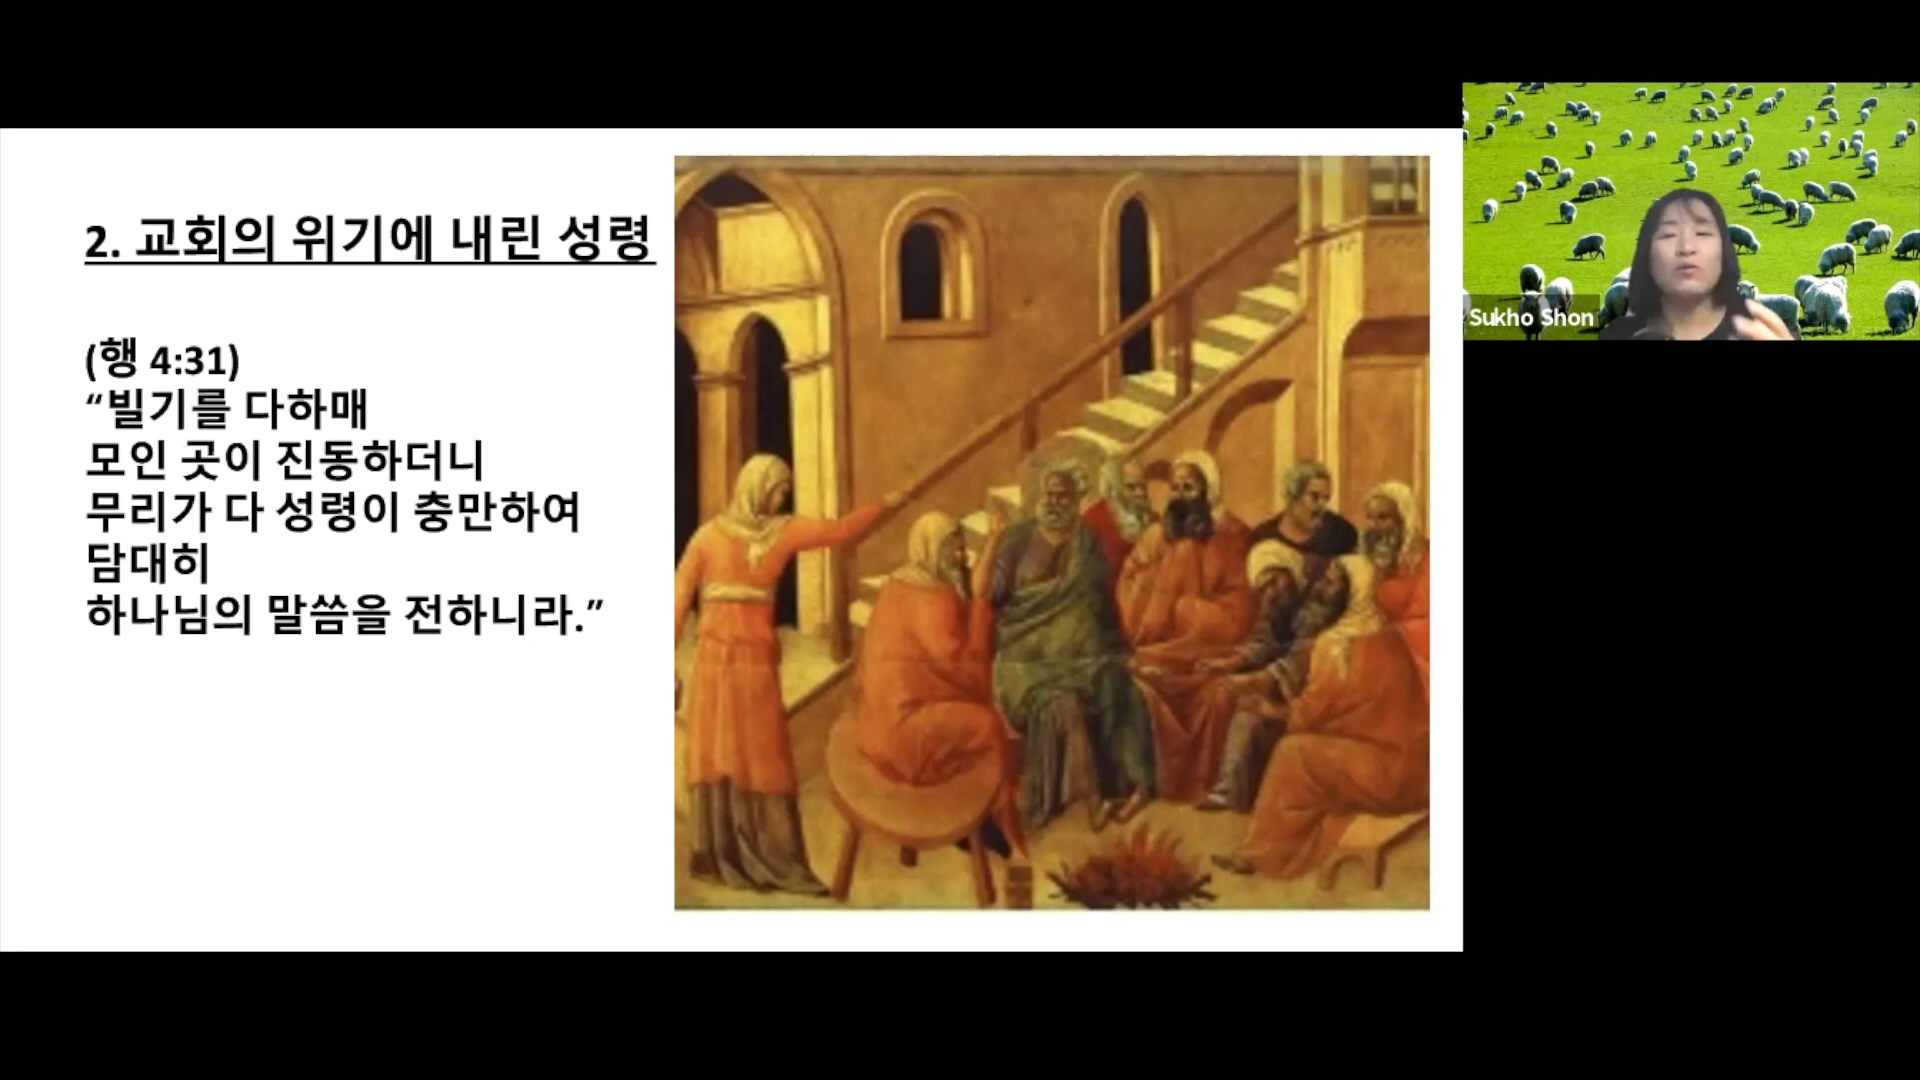 2. 교회의 위기에 내린 성령
(행 4:31)
“빌기를 다하매
모인 곳이 진동하더니
무리가 다 성령이 충만하여
담대히
하나님의 말씀을 전하니라.”
Sukho Shon